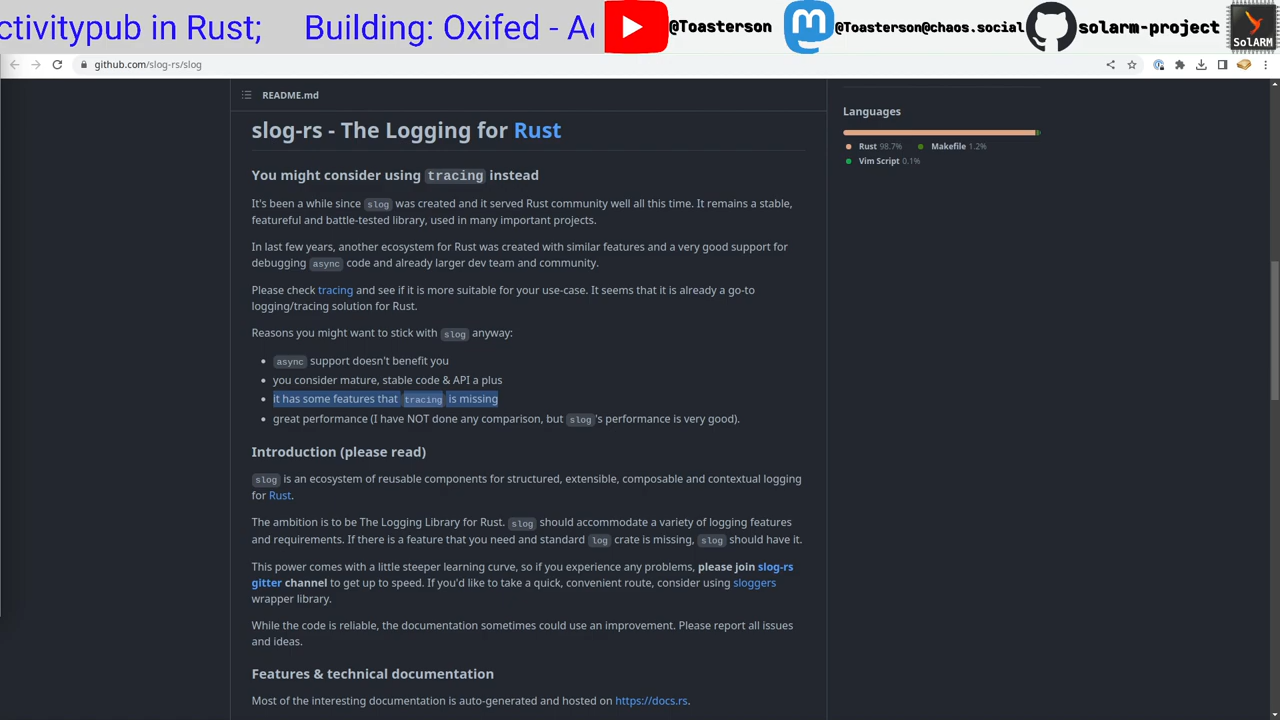 ctivitypub in Rust; Building: Oxifed - Ac
@Toasterson
@Toasterson@chaos.social
solarm-project
SolARM
github.com/slog-rs/slog
README.md
slog-rs - The Logging for Rust
You might consider using tracing instead
It's been a while since slog was created and it served Rust community well all this time. It remains a stable,
featureful and battle-tested library, used in many important projects.
In last few years, another ecosystem for Rust was created with similar features and a very good support for
debugging async code and already larger dev team and community.
Please check tracing and see if it is more suitable for your use-case. It seems that it is already a go-to
logging/tracing solution for Rust.
Reasons you might want to stick with slog anyway:
async support doesn't benefit you
you consider mature, stable code & API a plus
it has some features that tracing is missing
great performance (I have NOT done any comparison, but slog's performance is very good).
Introduction (please read)
slog is an ecosystem of reusable components for structured, extensible, composable and contextual logging
for Rust.
The ambition is to be The Logging Library for Rust. slog should accommodate a variety of logging features
and requirements. If there is a feature that you need and standard log crate is missing, slog should have it.
This power comes with a little steeper learning curve, so if you experience any problems, please join slog-rs
gitter channel to get up to speed. If you'd like to take a quick, convenient route, consider using sloggers
wrapper library.
While the code is reliable, the documentation sometimes could use an improvement. Please report all issues
and ideas.
Features & technical documentation
Most of the interesting documentation is auto-generated and hosted on https://docs.rs.
Languages
Rust 98.7% Makefile 1.2%
Vim Script 0.1%